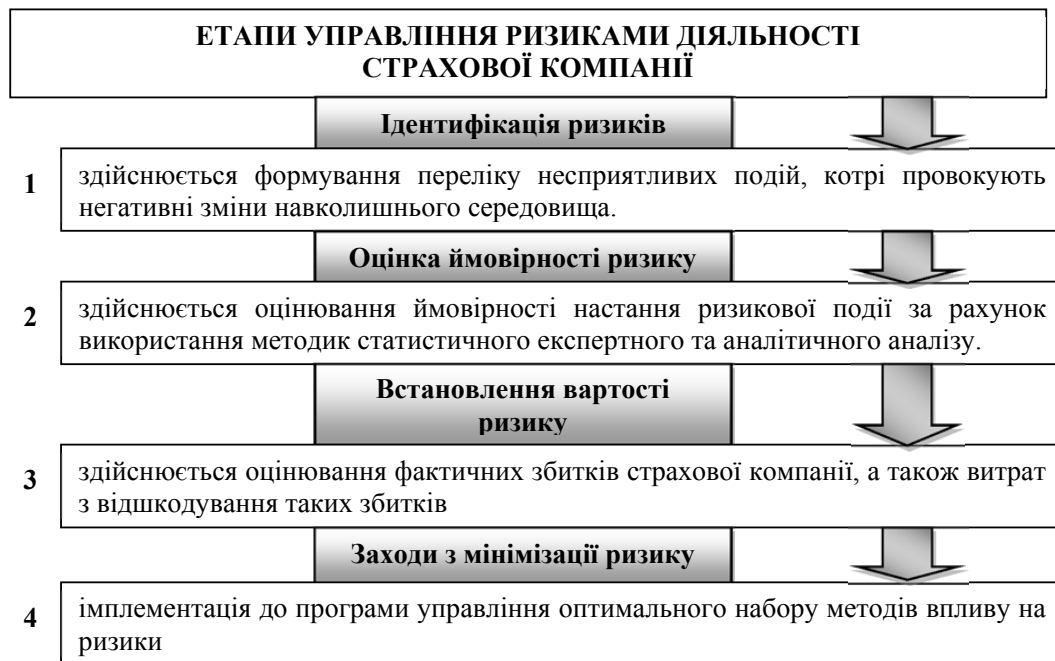 ЕТАПИ УПРАВЛІННЯ РИЗИКАМИ ДІЯЛЬНОСТІ
СТРАХОВОЇ КОМПАНІЇ
Ідентифікація ризиків
1
здійснюється формування переліку несприятливих подій, котрі провокують
негативні зміни навколишнього середовища.
Оцінка ймовірності ризику
2
здійснюється оцінювання ймовірності настання ризикової події за рахунок
використання методик статистичного експертного та аналітичного аналізу.
Встановлення вартості
ризику
3
здійснюється оцінювання фактичних збитків страхової компанії, а також витрат
з відшкодування таких збитків
Заходи з мінімізації ризику
4
імплементація до програми управління оптимального набору методів впливу на
ризики